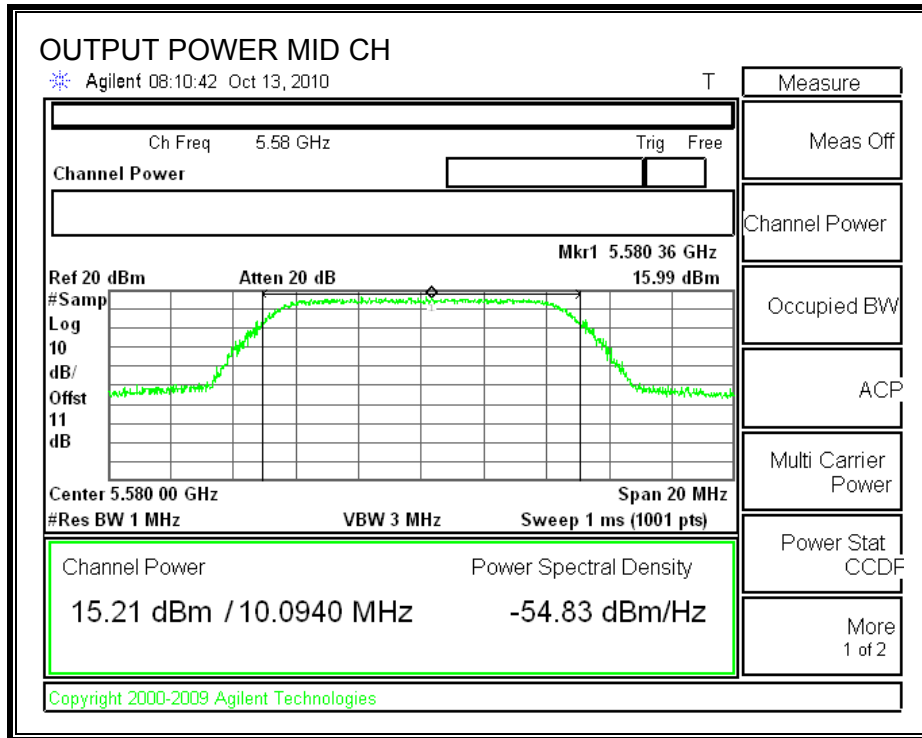 OUTPUT POWER MID CH
Agilent 08:10:42 Oct 13, 2010 T
Measure
Ch Freq 5.58 GHz Trig Free
Meas Off
Channel Power
Channel Power
Mkr1 5.580 36 GHz
Ref 20 dBm Atten 20 dB 15.99 dBm
#Samp
Log
10
dB/
Offst
11
dB
Occupied BW
ACP
Multi Carrier
Power
Center 5.580 00 GHz Span 20 MHz
#Res BW 1 MHz VBW 3 MHz Sweep 1 ms (1001 pts)
Power Stat
CCDF
Channel Power Power Spectral Density
15.21 dBm / 10.0940 MHz -54.83 dBm/Hz
More
1 of 2
Copyright 2000-2009 Agilent Technologies